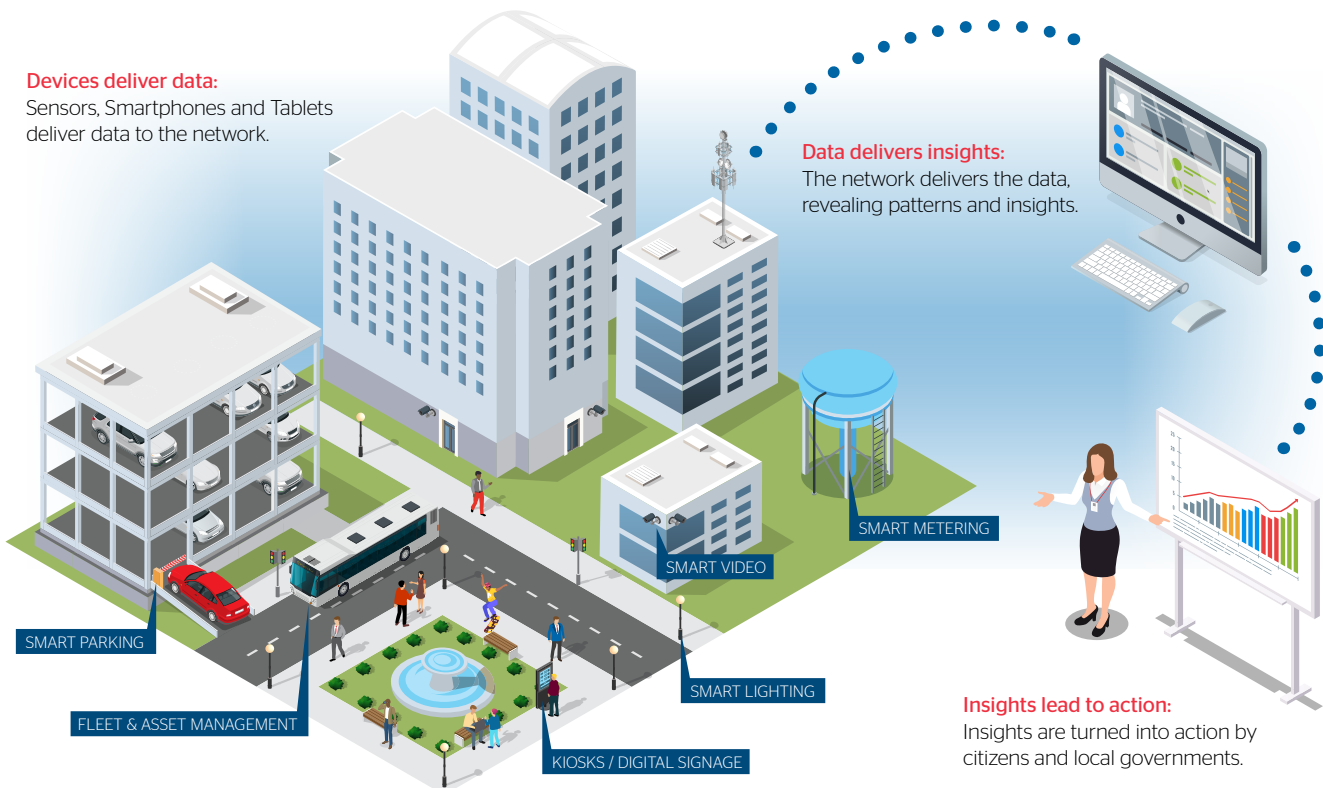 Devices deliver data:
Sensors, Smartphones and Tablets
deliver data to the network.
Data delivers insights:
The network delivers the data,
revealing patterns and insights.
SMART METERING
SMART VIDEO
SMART PARKING
SMART LIGHTING
FLEET & ASSET MANAGEMENT
KIOSKS / DIGITAL SIGNAGE
Insights lead to action:
Insights are turned into action by
citizens and local governments.